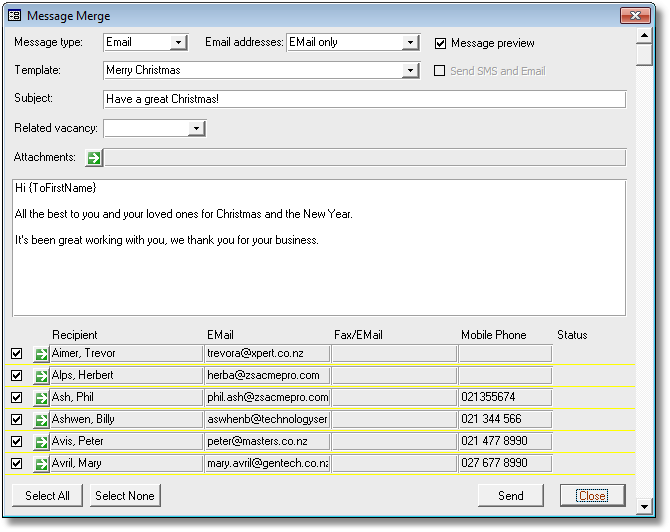 Message Merge
Message type: Email Email addresses: EMail only Message preview
Template: Merry Christmas Send SMS and Email
Subject: Have a great Christmas!
Related vacancy:
Attachments:
Hi {ToFirstName}
All the best to you and your loved ones for Christmas and the New Year.
It's been great working with you, we thank you for your business.
Recipient EMail Fax/EMail Mobile Phone Status
Aimer, Trevor trevora@xpert.co.nz
Alps, Herbert herba@zsacmepro.com
Ash, Phil phil.ash@zsacmepro.com 021355674
Ashwen, Billy aswhenb@technologyser 021 344 566
Avis, Peter peter@masters.co.nz 021 477 8990
Avril, Mary mary.avril@gentech.co.nz 027 677 8990
Select All Select None Send Close